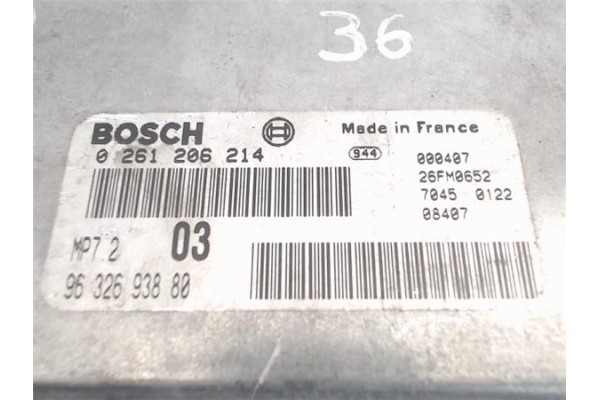 36
BOSCH Made in France
0 261 206 214 944 000407
26FM0652
7045 0122
08407
MP7.2 03
96 326 938 80